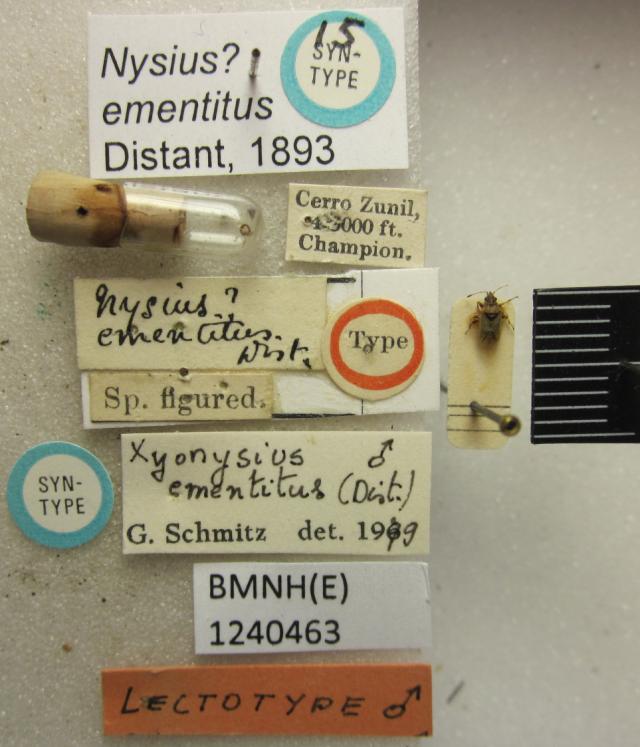 Nysius?
ementitus
Distant, 1893
15
SYN-
TYPE
Cerro Zunil,
4-5000 ft.
Champion.
Nysius?
ementitus
Dist.
Type
Sp. figured.
SYN-
TYPE
Xyonysius ♂
ementitus (Dist.)
G. Schmitz det. 1969
BMNH(E)
1240463
LECTOTYPE ♂